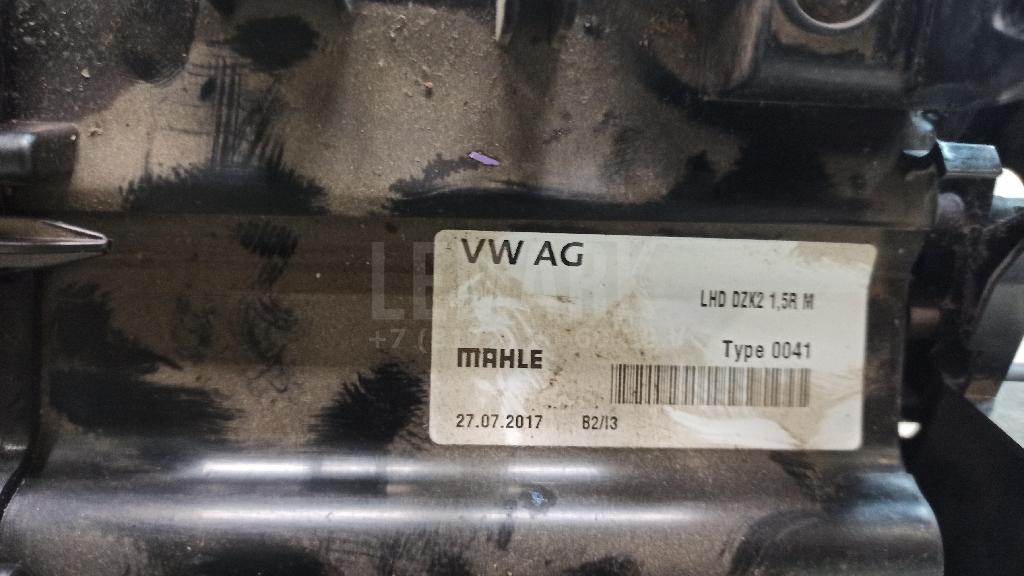 VW AG
LHD DZK2 1,5R M
Type 0041
MAHLE
27.07.2017 B2/I3